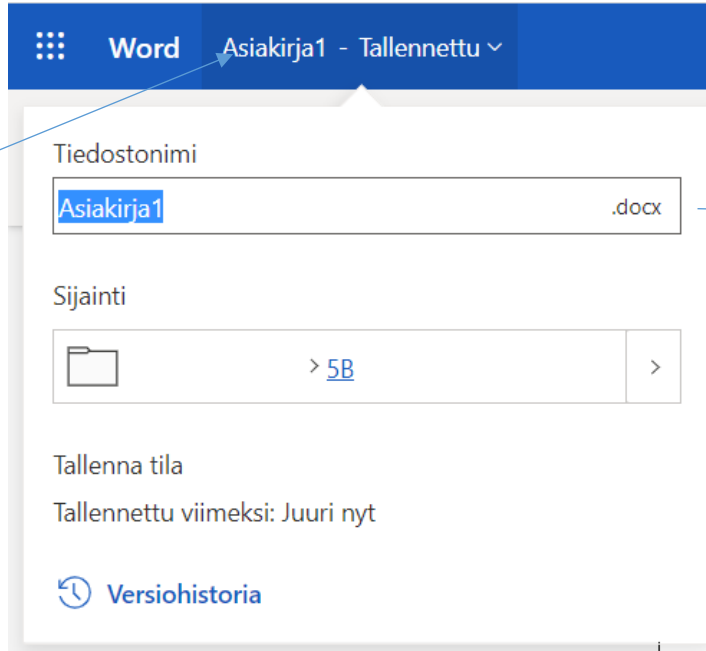 Word Asiakirja1 - Tallennettu
Tiedostonimi
Asiakirja1 .docx
Sijainti
> 5B >
Tallenna tila
Tallennettu viimeksi: Juuri nyt
Versiohistoria